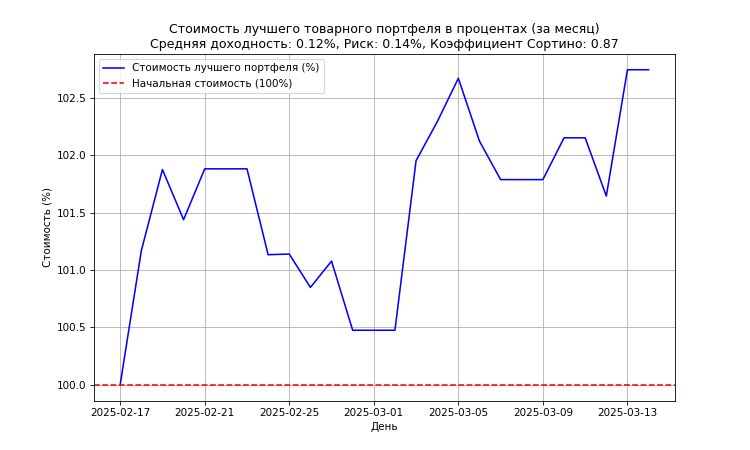 Стоимость лучшего товарного портфеля в процентах (за месяц)
Средняя доходность: 0.12%, Риск: 0.14%, Коэффициент Сортино: 0.87
Стоимость лучшего портфеля (%)
Начальная стоимость (100%)
Стоимость (%)
102.5
102.0
101.5
101.0
100.5
100.0
2025-02-17 2025-02-21 2025-02-25 2025-03-01 2025-03-05 2025-03-09 2025-03-13
День